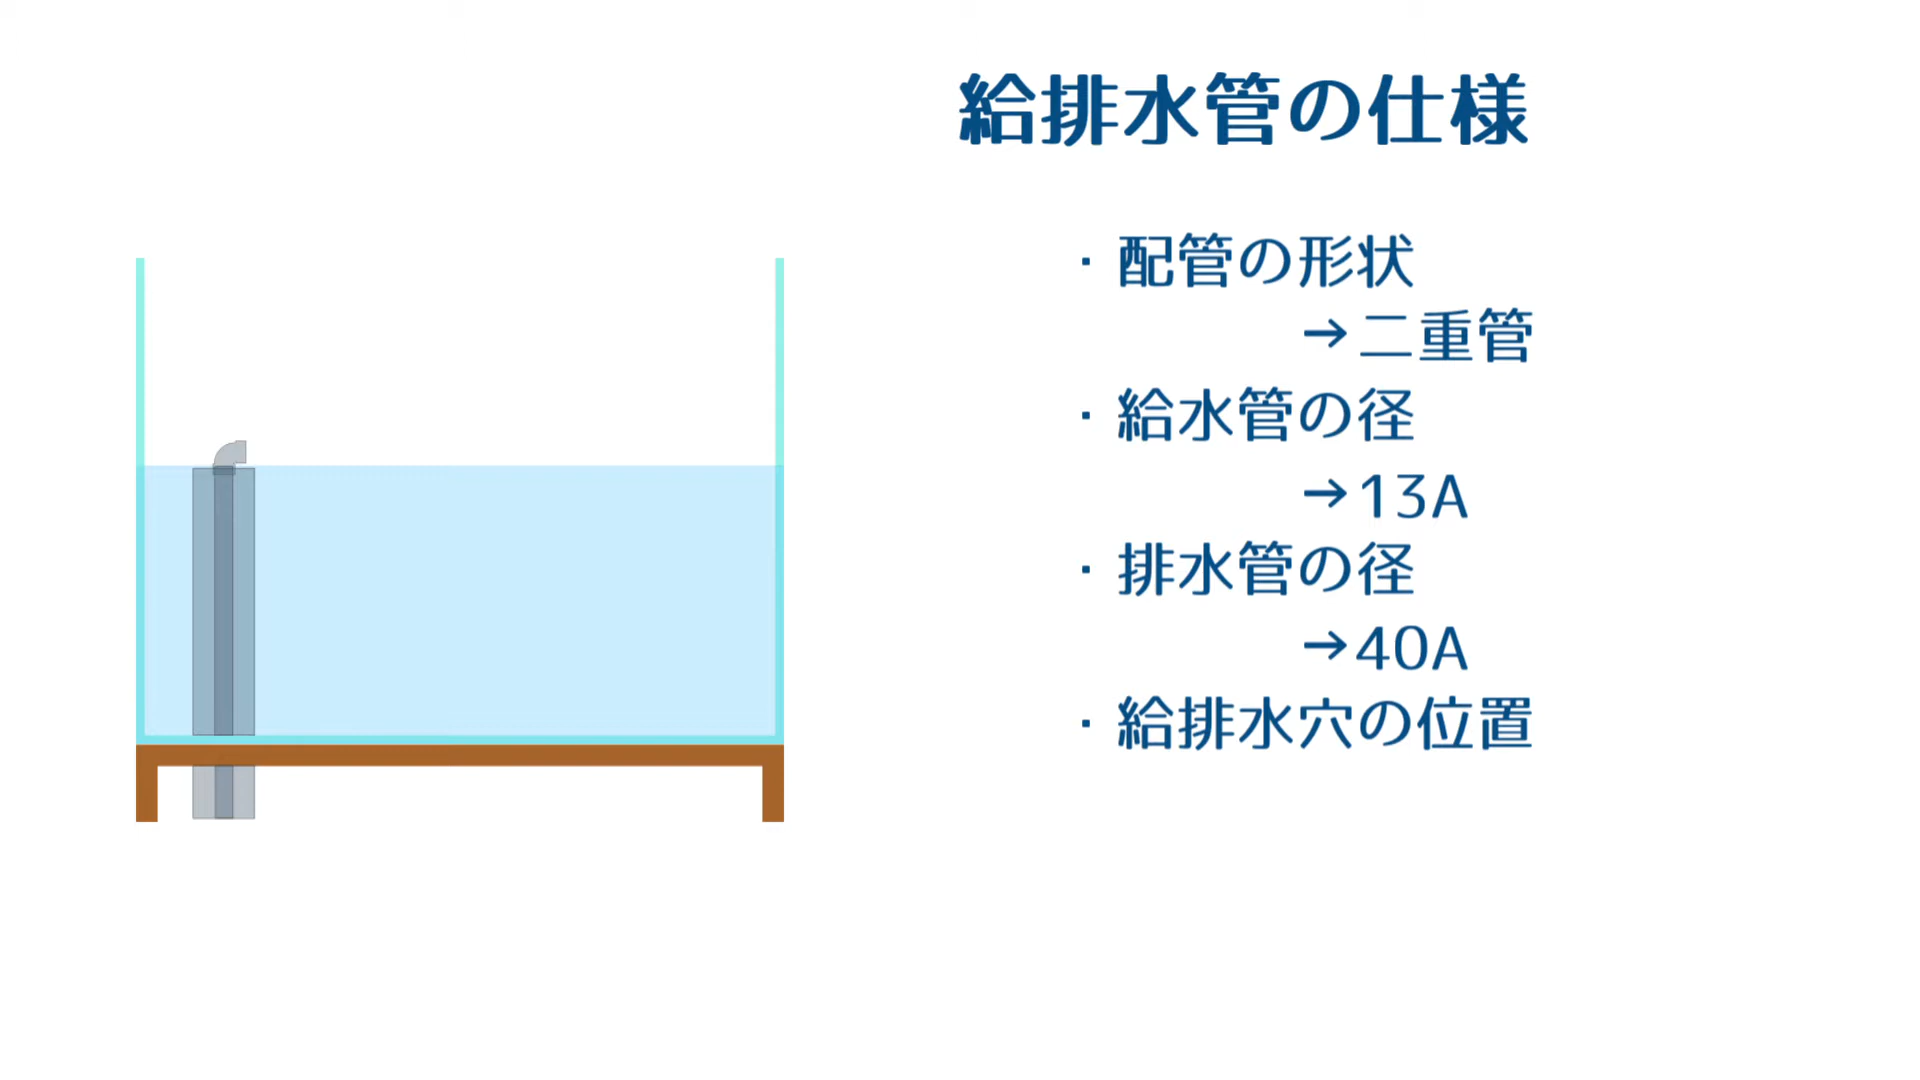 給排水管の仕様
・配管の形状
→二重管
・給水管の径
→13A
・排水管の径
→40A
・給排水穴の位置